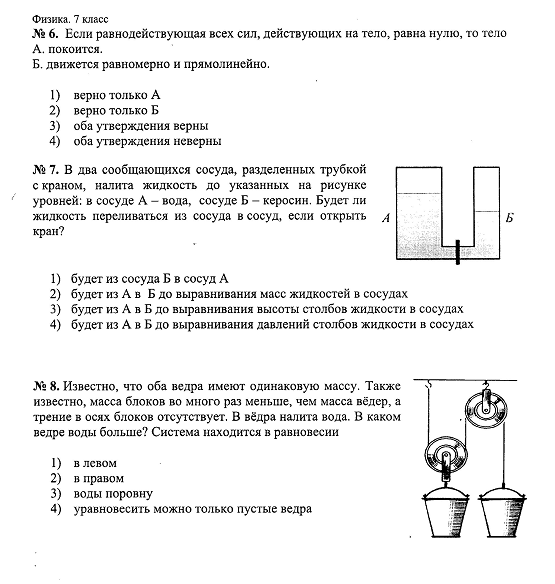 Физика. 7 класс
№ 6. Если равнодействующая всех сил, действующих на тело, равна нулю, то тело
А. покоится.
Б. движется равномерно и прямолинейно.
1) верно только А
2) верно только Б
3) оба утверждения верны
4) оба утверждения неверны
№ 7. В два сообщающихся сосуда, разделенных трубкой
с краном, налита жидкость до указанных на рисунке
уровней: в сосуде А – вода, сосуде Б – керосин. Будет ли
жидкость переливаться из сосуда в сосуд, если открыть
кран?
А
Б
1) будет из сосуда Б в сосуд А
2) будет из А в Б до выравнивания масс жидкостей в сосудах
3) будет из А в Б до выравнивания высоты столбов жидкости в сосудах
4) будет из А в Б до выравнивания давлений столбов жидкости в сосудах
№ 8. Известно, что оба ведра имеют одинаковую массу. Также
известно, масса блоков во много раз меньше, чем масса вёдер, а
трение в осях блоков отсутствует. В вёдра налита вода. В каком
ведре воды больше? Система находится в равновесии
1) в левом
2) в правом
3) воды поровну
4) уравновесить можно только пустые ведра